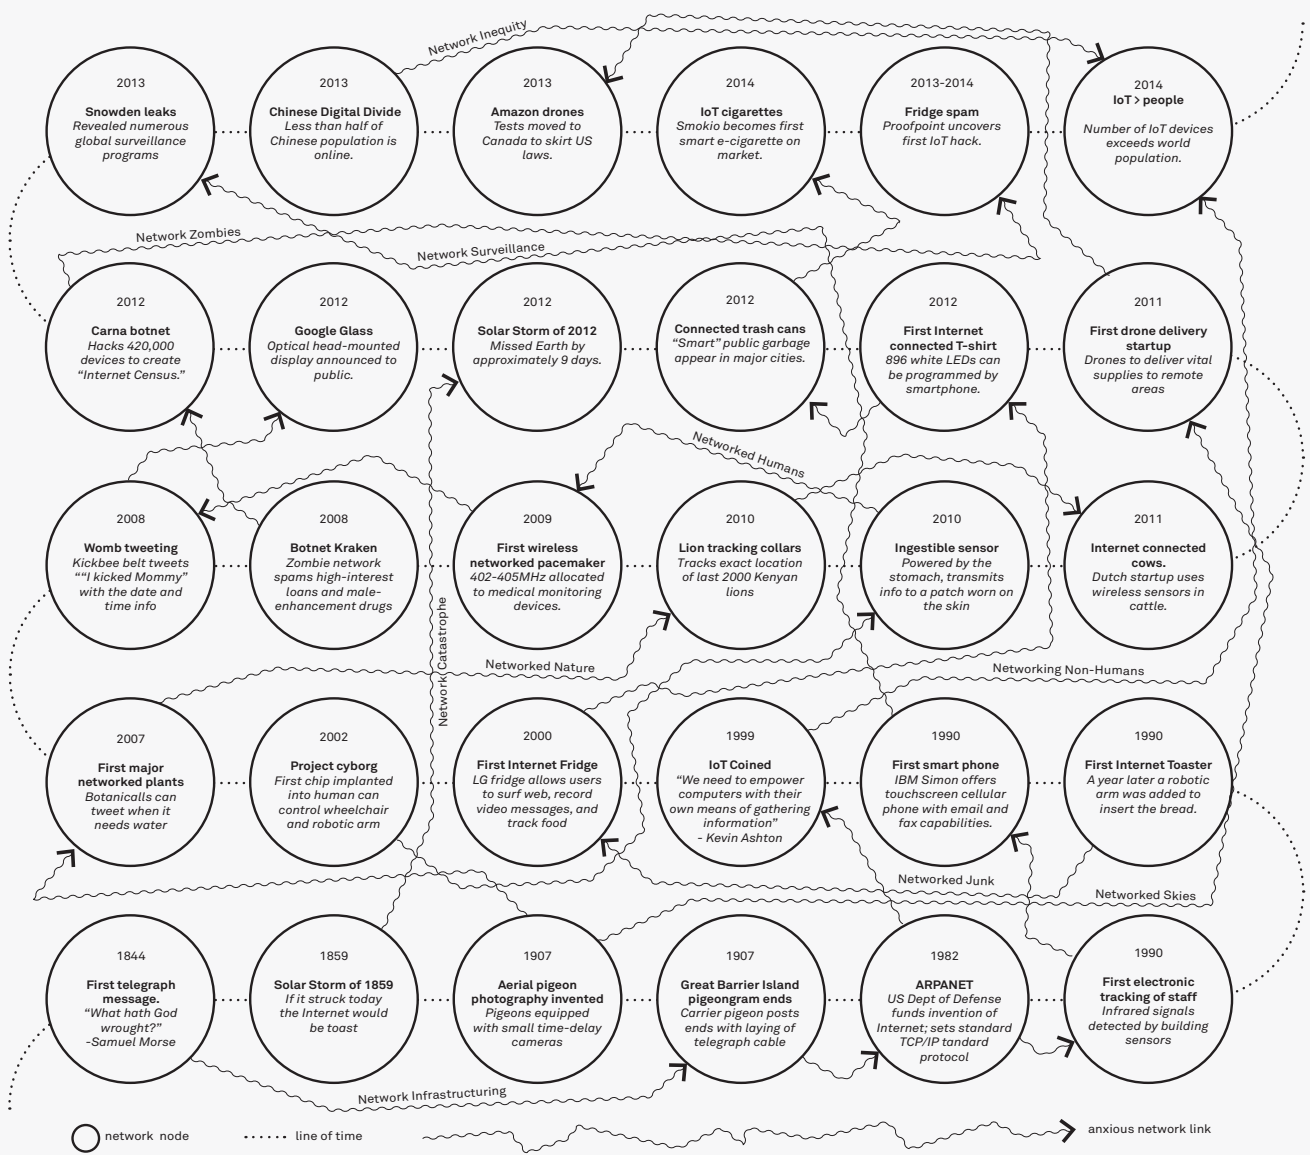 Network Inequity
2013
Snowden leaks
Revealed numerous
global surveillance
programs
2013
Chinese Digital Divide
Less than half of
Chinese population is
online.
2013
Amazon drones
Tests moved to
Canada to skirt US
laws.
2014
IoT cigarettes
Smokio becomes first
smart e-cigarette on
market.
2013-2014
Fridge spam
Proofpoint uncovers
first IoT hack.
2014
IoT > people
Number of IoT devices
exceeds world
population.
Network Zombies
Network Surveillance
2012
Carna botnet
Hacks 420,000
devices to create
“Internet Census.”
2012
Google Glass
Optical head-mounted
display announced to
public.
2012
Solar Storm of 2012
Missed Earth by
approximately 9 days.
2012
Connected trash cans
“Smart” public garbage
appear in major cities.
2012
First Internet
connected T-shirt
896 white LEDs can
be programmed by
smartphone.
2011
First drone delivery
startup
Drones to deliver vital
supplies to remote
areas
Networked Humans
2008
Womb tweeting
Kickbee belt tweets
““I kicked Mommy”
with the date and
time info
2008
Botnet Kraken
Zombie network
spams high-interest
loans and male-
enhancement drugs
2009
First wireless
networked pacemaker
402-405MHz allocated
to medical monitoring
devices.
2010
Lion tracking collars
Tracks exact location
of last 2000 Kenyan
lions
2010
Ingestible sensor
Powered by the
stomach, transmits
info to a patch worn on
the skin
2011
Internet connected
cows.
Dutch startup uses
wireless sensors in
cattle.
Network Catastrophe
Networked Nature
Networking Non-Humans
2007
First major
networked plants
Botanicalls can
tweet when it
needs water
2002
Project cyborg
First chip implanted
into human can
control wheelchair
and robotic arm
2000
First Internet Fridge
LG fridge allows users
to surf web, record
video messages, and
track food
1999
IoT Coined
“We need to empower
computers with their
own means of gathering
information”
- Kevin Ashton
1990
First smart phone
IBM Simon offers
touchscreen cellular
phone with email and
fax capabilities.
1990
First Internet Toaster
A year later a robotic
arm was added to
insert the bread.
Networked Junk
Networked Skies
1844
First telegraph
message.
“What hath God
wrought?”
-Samuel Morse
1859
Solar Storm of 1859
If it struck today
the Internet would
be toast
1907
Aerial pigeon
photography invented
Pigeons equipped
with small time-delay
cameras
1907
Great Barrier Island
pigeongram ends
Carrier pigeon posts
ends with laying of
telegraph cable
1982
ARPANET
US Dept of Defense
funds invention of
Internet; sets standard
TCP/IP tandard
protocol
1990
First electronic
tracking of staff
Infrared signals
detected by building
sensors
Network Infrastructuring
network node
line of time
anxious network link